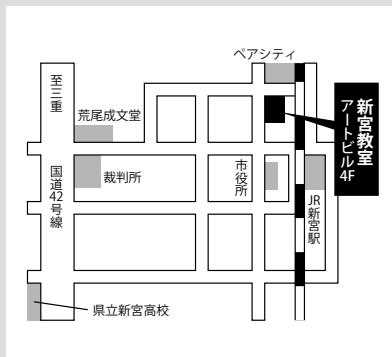 ペアシティ
新宮教室
アートビル
4F
至三重
荒尾成文堂
国道42号線
裁判所
市役所
JR新宮駅
県立新宮高校